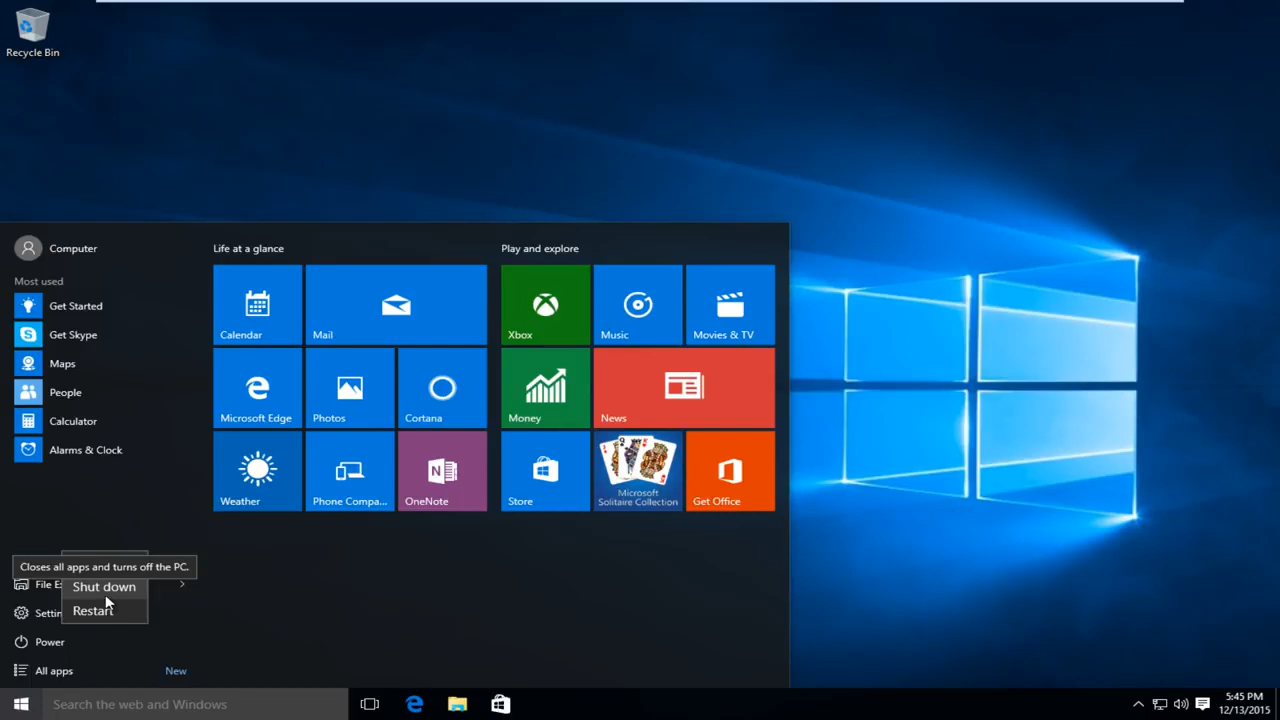 Recycle Bin
Computer
Most used
Get Started
Get Skype
Maps
People
Calculator
Alarms & Clock
Life at a glance
Calendar
Mail
Microsoft Edge
Photos
Cortana
Weather
Phone Compa...
OneNote
Play and explore
Xbox
Music
Movies & TV
Money
News
Store
Microsoft
Solitaire Collection
Get Office
Closes all apps and turns off the PC.
File E
Shut down
Settin
Restart
Power
All apps New
Search the web and Windows
5:45 PM
12/13/2015